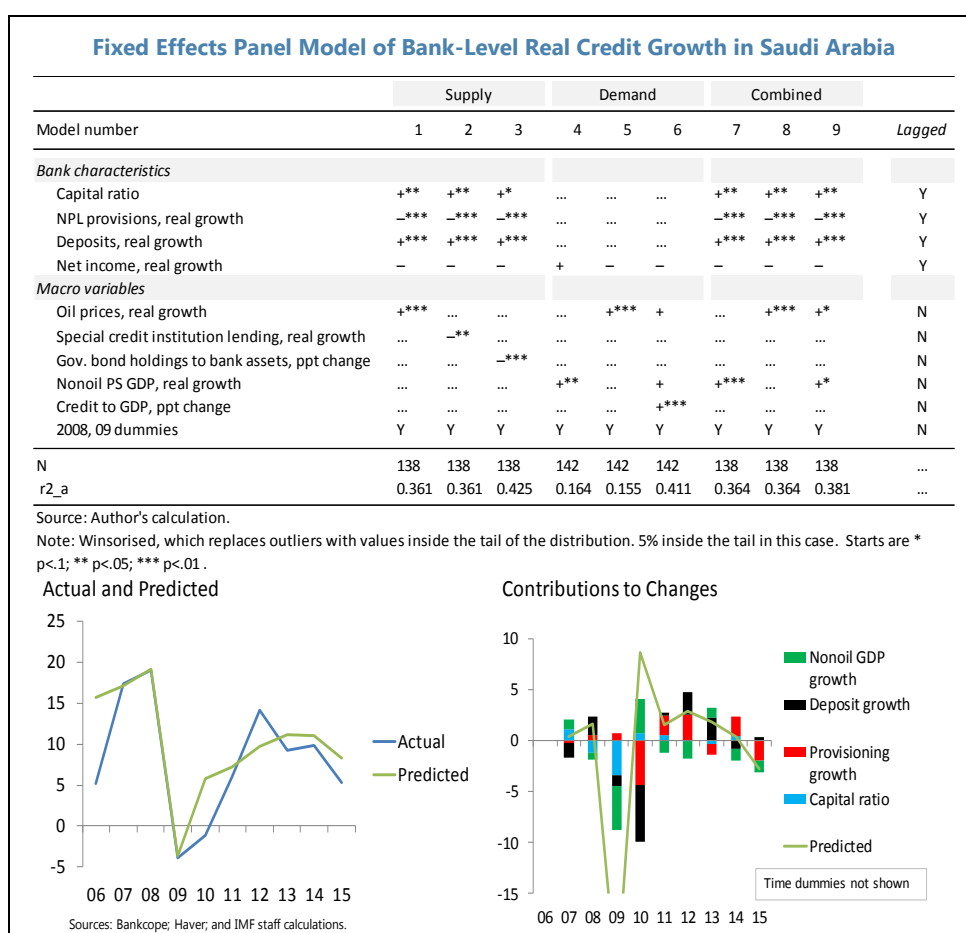 Fixed Effects Panel Model of Bank-Level Real Credit Growth in Saudi Arabia
Supply Demand Combined
Model number 1 2 3 4 5 6 7 8 9 Lagged
Bank characteristics
Capital ratio +** +** +* ... ... ... +** +** +** Y
NPL provisions, real growth –*** –*** –*** ... ... ... –*** –*** –*** Y
Deposits, real growth +*** +*** +*** ... ... ... +*** +*** +*** Y
Net income, real growth – – – + – – – – – Y
Macro variables
Oil prices, real growth +*** ... ... ... +*** + ... +*** +* N
Special credit institution lending, real growth ... –** ... ... ... ... ... ... ... N
Gov. bond holdings to bank assets, ppt change ... ... –*** ... ... ... ... ... ... N
Nonoil PS GDP, real growth ... ... ... +** ... + +*** ... +* N
Credit to GDP, ppt change ... ... ... ... ... +*** ... ... ... N
2008, 09 dummies Y Y Y Y Y Y Y Y Y N
N 138 138 138 142 142 142 138 138 138 ...
r2_a 0.361 0.361 0.425 0.164 0.155 0.411 0.364 0.364 0.381 ...
Source: Author's calculation.
Note: Winsorised, which replaces outliers with values inside the tail of the distribution. 5% inside the tail in this case. Starts are *
p<.1; ** p<.05; *** p<.01 .
Actual and Predicted
25
20
15
10
5
0
-5
06 07 08 09 10 11 12 13 14 15
Actual
Predicted
Sources: Bankcope; Haver; and IMF staff calculations.
Contributions to Changes
10
5
0
-5
-10
-15
06 07 08 09 10 11 12 13 14 15
Nonoil GDP
growth
Deposit growth
Provisioning
growth
Capital ratio
Predicted
Time dummies not shown